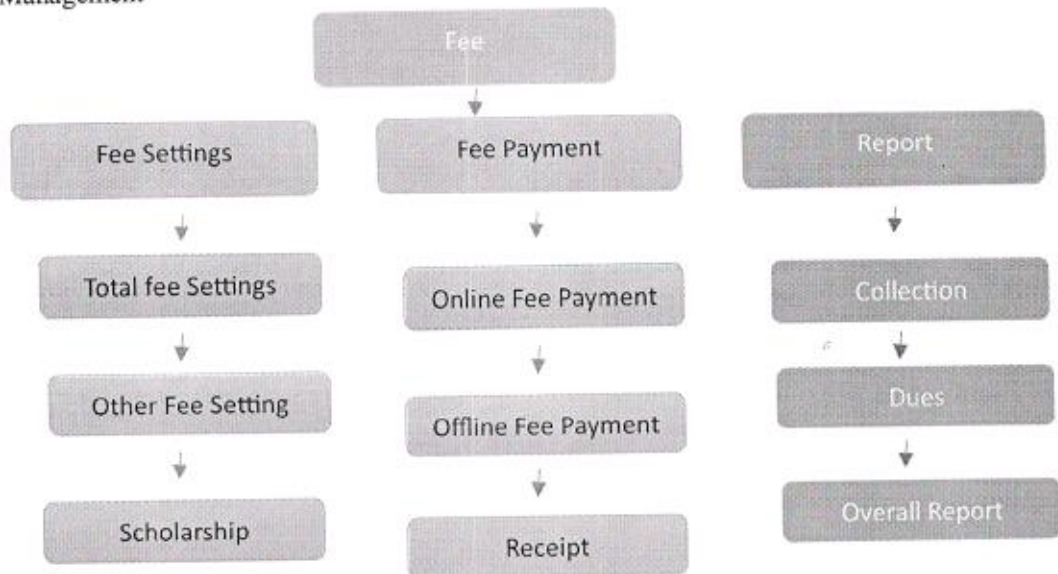 Management
Fee
Fee Settings
Fee Payment
Report
Total fee Settings
Online Fee Payment
Collection
Other Fee Setting
Offline Fee Payment
Dues
Scholarship
Receipt
Overall Report